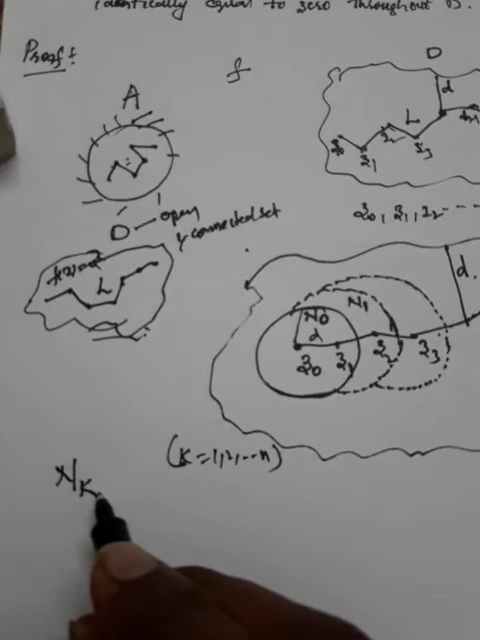 identically equal to zero throughout D.
Proof:
f
A
D
d
L
z0
z1
z2
z3
z0, z1, z2 ----
D — open
& connected set
f(z)=0
L
d.
N0
N1
d
z0
z1
z2
z3
(K=1,2,--n)
NK